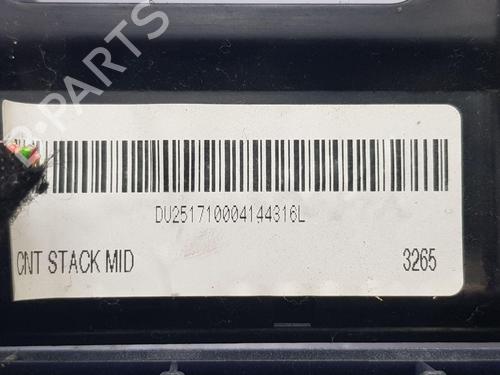 B-PARTS
DU251710004144316L
CNT STACK MID
3265